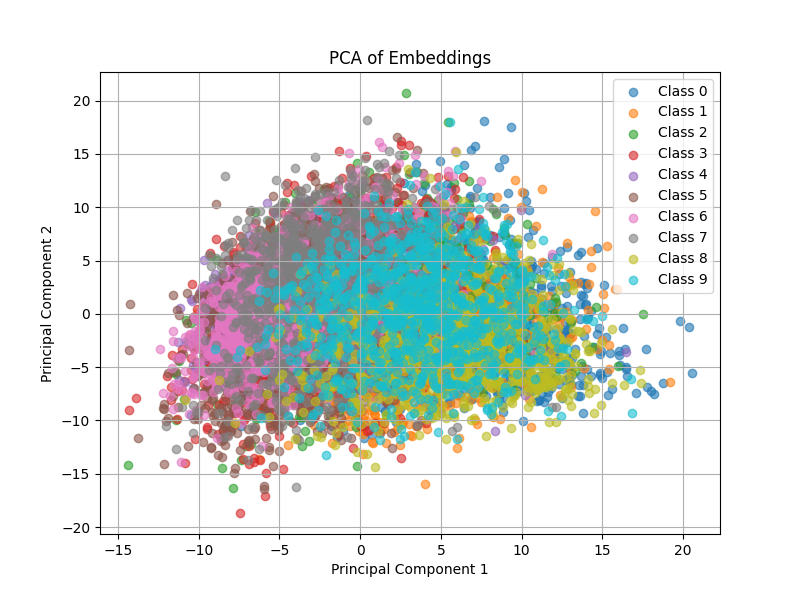 PCA of Embeddings
Class 0
Class 1
Class 2
Class 3
Class 4
Class 5
Class 6
Class 7
Class 8
Class 9
20
15
10
5
0
−5
−10
−15
−20
Principal Component 2
−15 −10 −5 0 5 10 15 20
Principal Component 1